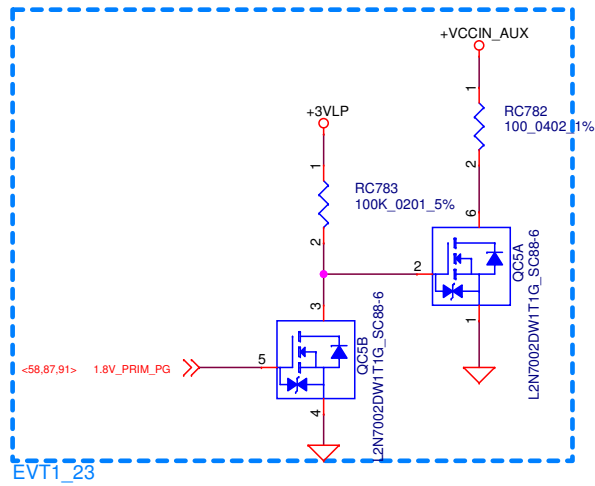 +VCCIN_AUX
1
RC782
100_0402_1%
2
+3VLP
1
RC783
100K_0201_5%
2
6
2
QC5A
L2N7002DW1T1G_SC88-6
1
3
<58,87,91> 1.8V_PRIM_PG
5
QC5B
L2N7002DW1T1G_SC88-6
4
EVT1_23